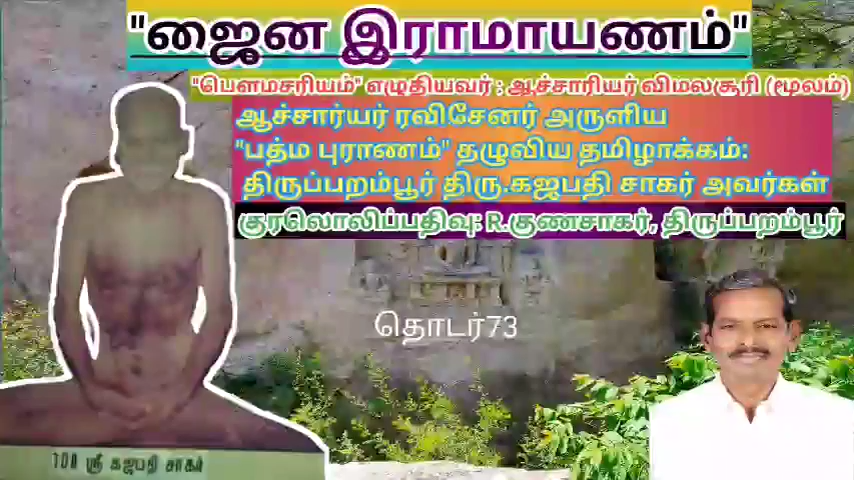 "ஜைன இராமாயணம்"
"பௌமசரியம்" எழுதியவர் : ஆச்சாரியர் விமலசூரி (மூலம்)
ஆச்சார்யர் ரவிசேனர் அருளிய
"பத்ம புராணம்" தழுவிய தமிழாக்கம்:
திருப்பறம்பூர் திரு.கஜபதி சாகர் அவர்கள்
குரலொலிப்பதிவு: R.குணசாகர், திருப்பறம்பூர்
தொடர்73
108 ஸ்ரீ கஜபதி சாகர்